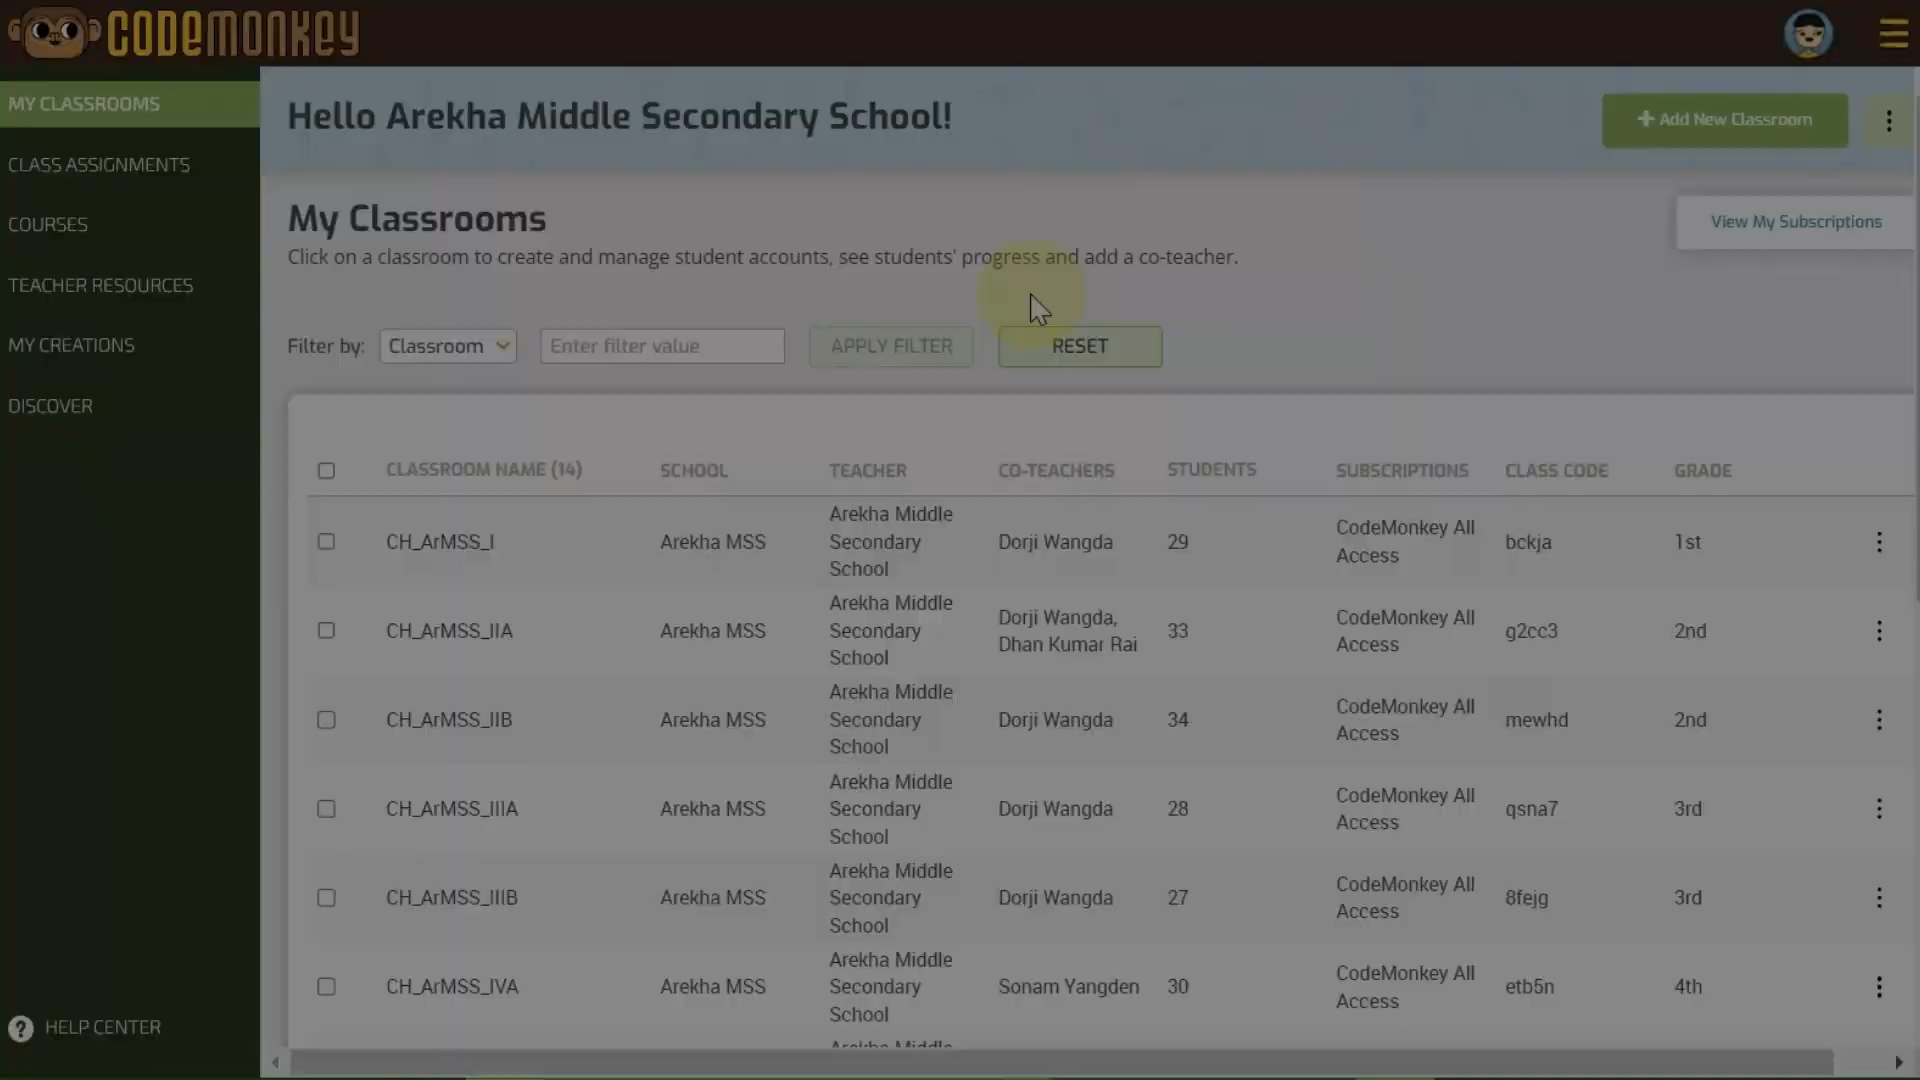 CODEMONKEY
MY CLASSROOMS
CLASS ASSIGNMENTS
COURSES
TEACHER RESOURCES
MY CREATIONS
DISCOVER
? HELP CENTER
Hello Arekha Middle Secondary School!
+ Add New Classroom
My Classrooms
View My Subscriptions
Click on a classroom to create and manage student accounts, see students' progress and add a co-teacher.
Filter by: Classroom Enter filter value APPLY FILTER RESET
CLASSROOM NAME (14) SCHOOL TEACHER CO-TEACHERS STUDENTS SUBSCRIPTIONS CLASS CODE GRADE
CH_ArMSS_I Arekha MSS Arekha Middle Secondary School Dorji Wangda 29 CodeMonkey All Access bckja 1st
CH_ArMSS_IIA Arekha MSS Arekha Middle Secondary School Dorji Wangda, Dhan Kumar Rai 33 CodeMonkey All Access g2cc3 2nd
CH_ArMSS_IIB Arekha MSS Arekha Middle Secondary School Dorji Wangda 34 CodeMonkey All Access mewhd 2nd
CH_ArMSS_IIIA Arekha MSS Arekha Middle Secondary School Dorji Wangda 28 CodeMonkey All Access qsna7 3rd
CH_ArMSS_IIIB Arekha MSS Arekha Middle Secondary School Dorji Wangda 27 CodeMonkey All Access 8fejg 3rd
CH_ArMSS_IVA Arekha MSS Arekha Middle Secondary School Sonam Yangden 30 CodeMonkey All Access etb5n 4th
Arekha Middle